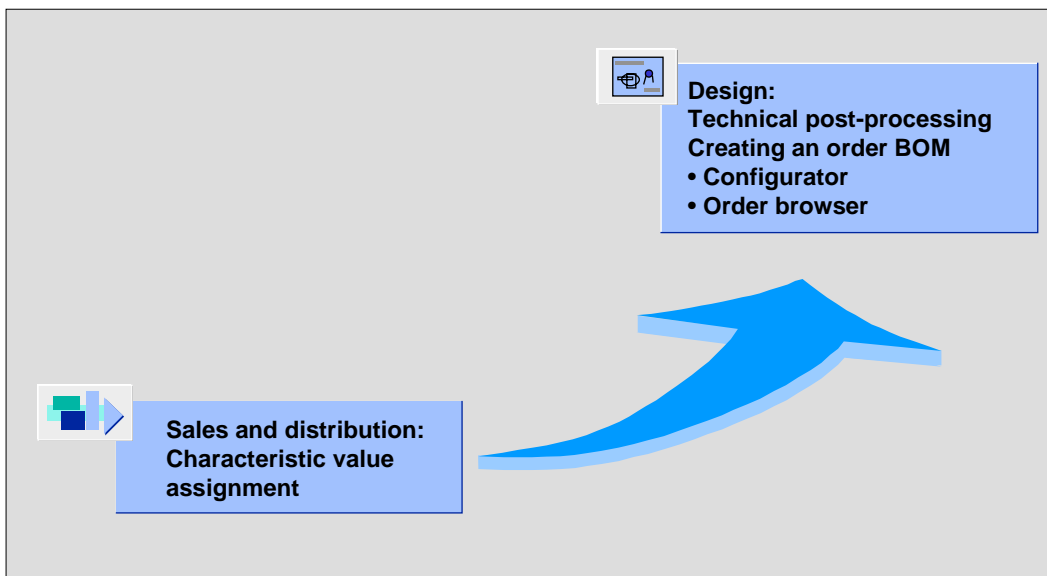 Design:
Technical post-processing
Creating an order BOM
• Configurator
• Order browser
Sales and distribution:
Characteristic value
assignment